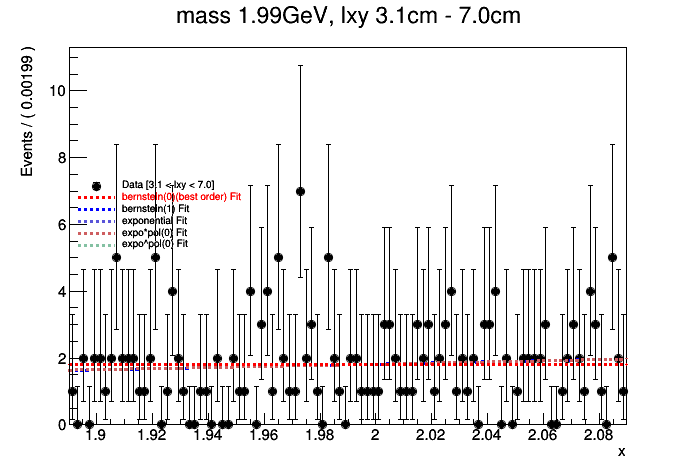 mass 1.99GeV, lxy 3.1cm - 7.0cm
Events / ( 0.00199 )
10
8
6
4
2
0
Data [3.1 < lxy < 7.0]
bernstein(0)(best order) Fit
bernstein(1) Fit
exponential Fit
expo*pol(0) Fit
expo^pol(0) Fit
1.9 1.92 1.94 1.96 1.98 2 2.02 2.04 2.06 2.08
x